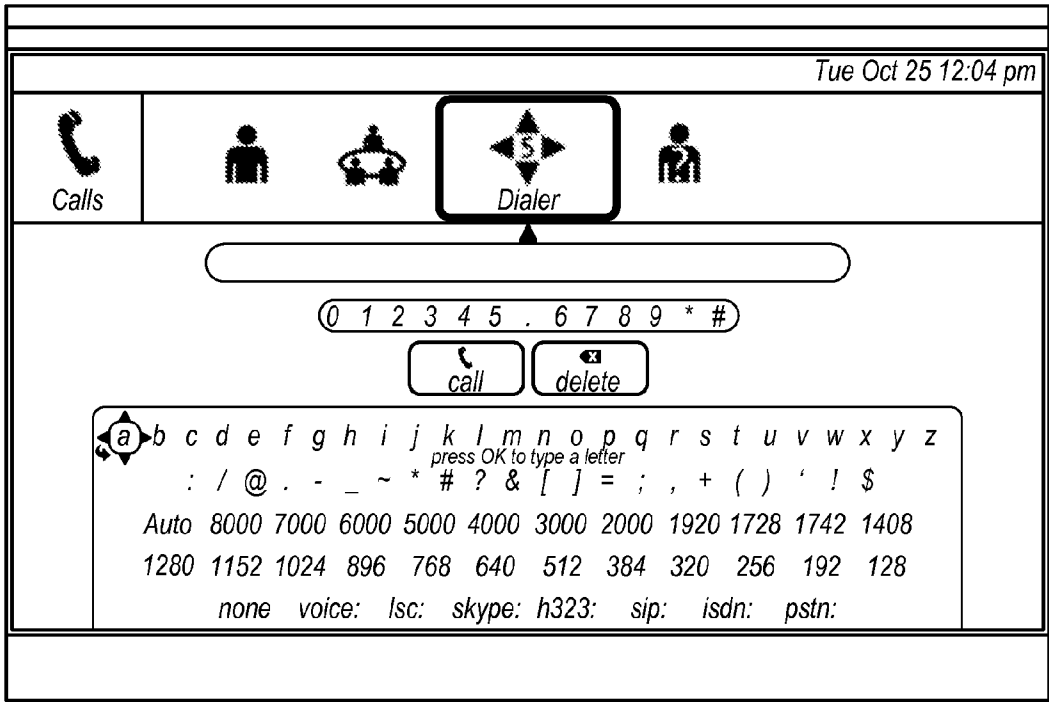 Tue Oct 25 12:04 pm
S
Calls
Dialer
0 1 2 3 4 5 . 6 7 8 9 * #
call
delete
a b c d e f g h i j k l m n o p q r s t u v w x y z
press OK to type a letter
: / @ . - _ ~ * # ? & [ ] = ; , + ( ) ‘ ! $
Auto 8000 7000 6000 5000 4000 3000 2000 1920 1728 1742 1408
1280 1152 1024 896 768 640 512 384 320 256 192 128
none voice: lsc: skype: h323: sip: isdn: pstn: